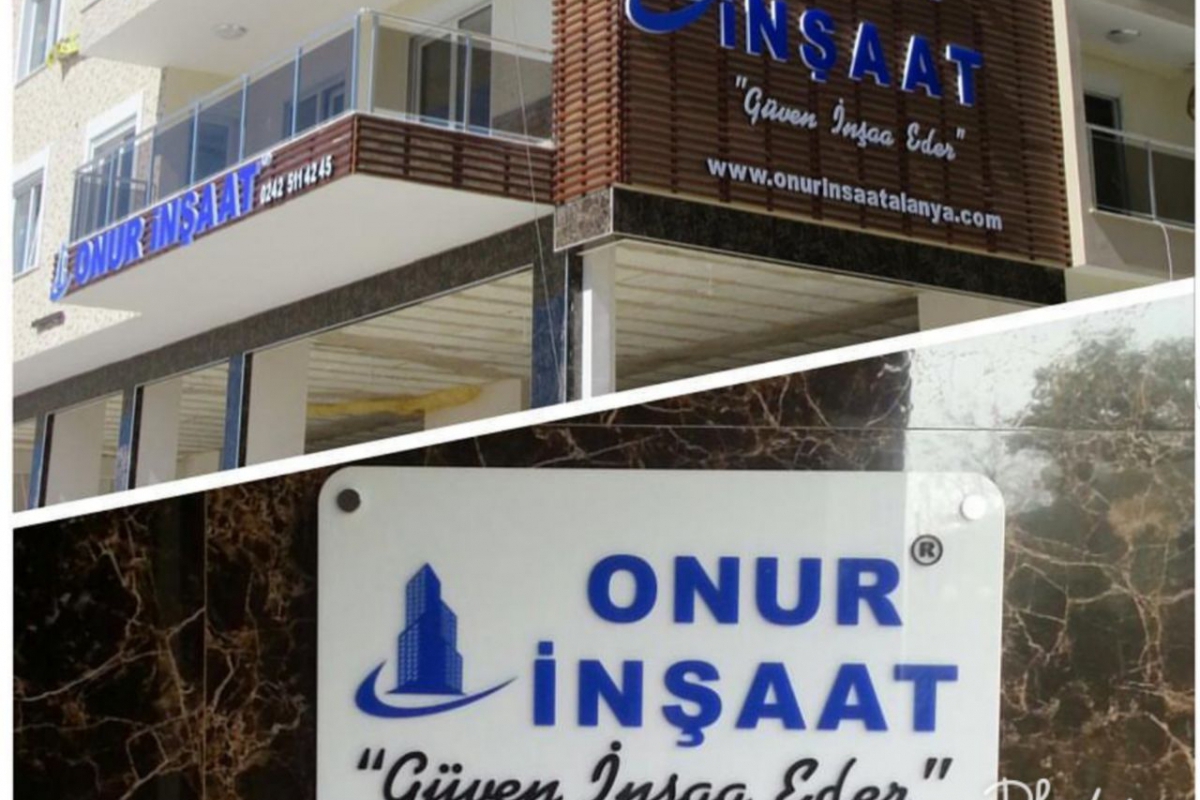 İNŞAAT
"Güven İnşaa Eder"
www.onurinsaatalanya.com
ONUR İNŞAAT
0242 511 42 45
ONUR®
İNŞAAT
"Güven İnşaa Eder"